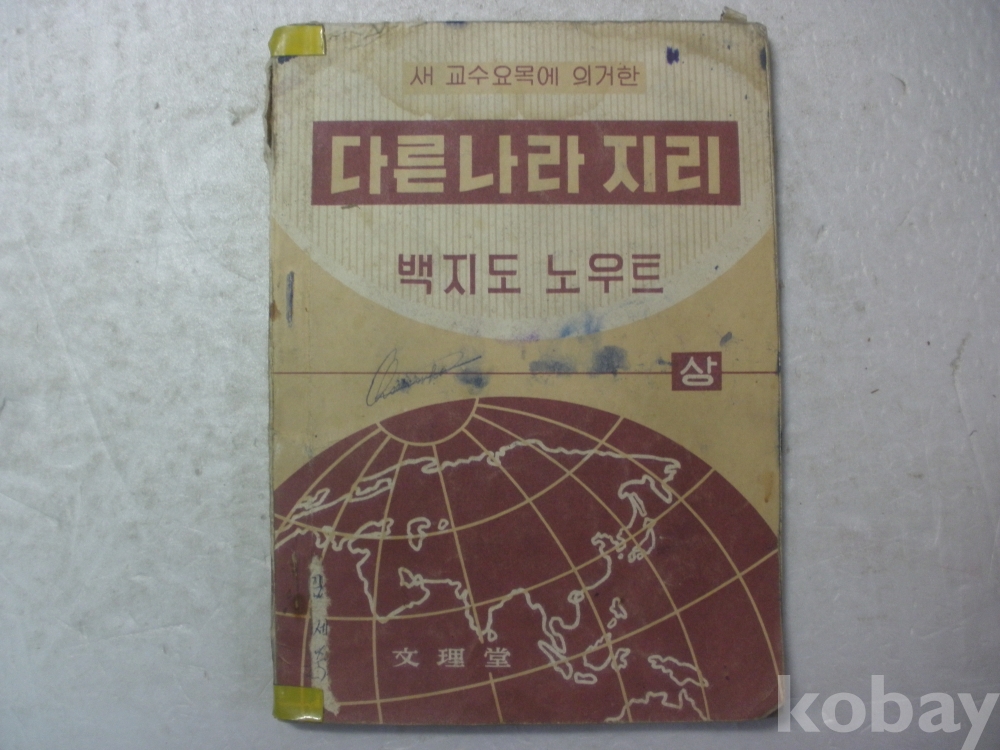 새 교수요목에 의거한
다른나라 지리
백지도 노우트
상
文理堂
kobay